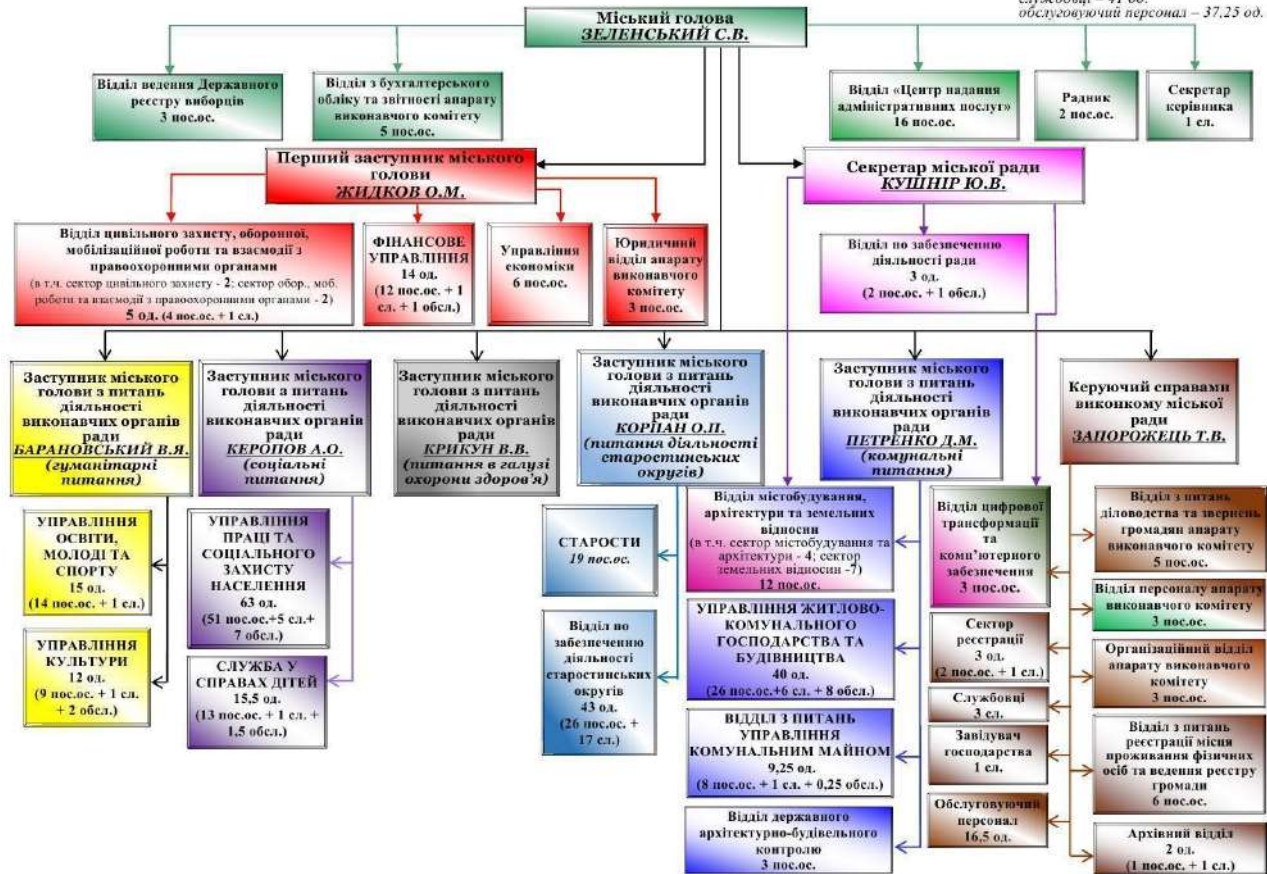 службовці – 41 од.
обслуговуючий персонал – 37,25 од.
Міський голова
ЗЕЛЕНСЬКИЙ С.В.
Відділ ведення Державного
реєстру виборців
3 пос.ос.
Відділ з бухгалтерського
обліку та звітності апарату
виконавчого комітету
5 пос.ос.
Відділ «Центр надання
адміністративних послуг»
16 пос.ос.
Радник
2 пос.ос.
Секретар
керівника
1 сл.
Перший заступник міського
голови
ЖИДКОВ О.М.
Секретар міської ради
КУШНІР Ю.В.
Відділ цивільного захисту, оборонної,
мобілізаційної роботи та взаємодії з
правоохоронними органами
(в т.ч. сектор цивільного захисту - 2; сектор обор., моб.
роботи та взаємодії з правоохоронними органами - 2)
5 од. (4 пос.ос. + 1 сл.)
ФІНАНСОВЕ
УПРАВЛІННЯ
14 од.
(12 пос.ос. + 1
сл. + 1 обсл.)
Управління
економіки
6 пос.ос.
Юридичний
відділ апарату
виконавчого
комітету
3 пос.ос.
Відділ по забезпеченню
діяльності ради
3 од.
(2 пос.ос. + 1 обсл.)
Заступник міського
голови з питань
діяльності
виконавчих органів
ради
БАРАНОВСЬКИЙ В.Я.
(гуманітарні
питання)
Заступник міського
голови з питань
діяльності
виконавчих органів
ради
КЕРОПОВ А.О.
(соціальні
питання)
Заступник міського
голови з питань
діяльності
виконавчих органів
ради
КРИКУН В.В.
(питання в галузі
охорони здоров'я)
Заступник міського
голови з питань
діяльності
виконавчих органів
ради
КОРПАН О.П.
(питання діяльності
старостинських
округів)
Заступник міського
голови з питань
діяльності
виконавчих органів
ради
ПЕТРЕНКО Д.М.
(комунальні
питання)
Керуючий справами
виконкому міської
ради
ЗАПОРОЖЕЦЬ Т.В.
УПРАВЛІННЯ
ОСВІТИ,
МОЛОДІ ТА
СПОРТУ
15 од.
(14 пос.ос. + 1 сл.)
УПРАВЛІННЯ
КУЛЬТУРИ
12 од.
(9 пос.ос. + 1 сл.
+ 2 обсл.)
УПРАВЛІННЯ
ПРАЦІ ТА
СОЦІАЛЬНОГО
ЗАХИСТУ
НАСЕЛЕННЯ
63 од.
(51 пос.ос.+5 сл.+
7 обсл.)
СЛУЖБА У
СПРАВАХ ДІТЕЙ
15,5 од.
(13 пос.ос. + 1 сл. +
1,5 обсл.)
СТАРОСТИ
19 пос.ос.
Відділ по
забезпеченню
діяльності
старостинських
округів
43 од.
(26 пос.ос. +
17 сл.)
Відділ містобудування,
архітектури та земельних
відносин
(в т.ч. сектор містобудування та
архітектури - 4; сектор
земельних відносин -7)
12 пос.ос.
УПРАВЛІННЯ ЖИТЛОВО-
КОМУНАЛЬНОГО
ГОСПОДАРСТВА ТА
БУДІВНИЦТВА
40 од.
(26 пос.ос.+6 сл. + 8 обсл.)
ВІДДІЛ З ПИТАНЬ
УПРАВЛІННЯ
КОМУНАЛЬНИМ МАЙНОМ
9,25 од.
(8 пос.ос. + 1 сл. + 0,25 обсл.)
Відділ державного
архітектурно-будівельного
контролю
3 пос.ос.
Відділ цифрової
трансформації
та
комп'ютерного
забезпечення
3 пос.ос.
Сектор
реєстрації
3 од.
(2 пос.ос. + 1 сл.)
Службовці
3 сл.
Завідувач
господарства
1 сл.
Обслуговуючий
персонал
16,5 од.
Відділ з питань
діловодства та звернень
громадян апарату
виконавчого комітету
5 пос.ос.
Відділ персоналу апарату
виконавчого комітету
3 пос.ос.
Організаційний відділ
апарату виконавчого
комітету
3 пос.ос.
Відділ з питань
реєстрації місця
проживання фізичних
осіб та ведення реєстру
громади
6 пос.ос.
Архівний відділ
2 од.
(1 пос.ос. + 1 сл.)